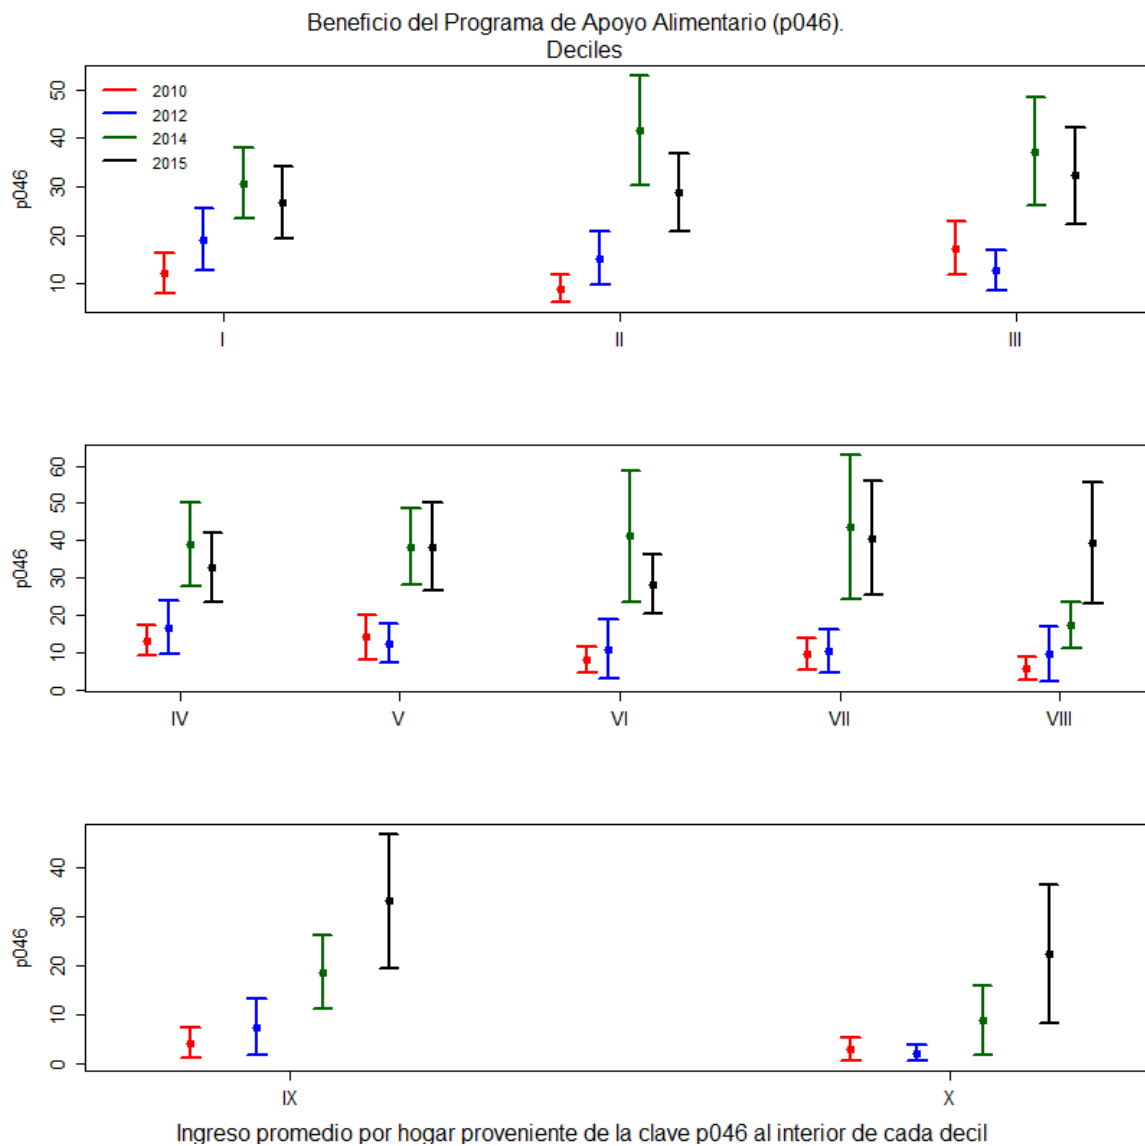 Beneficio del Programa de Apoyo Alimentario (p046).
Deciles
2010
2012
2014
2015
p046
50
40
30
20
10
I II III
p046
60
50
40
30
20
10
0
IV V VI VII VIII
p046
40
30
20
10
0
IX X
Ingreso promedio por hogar proveniente de la clave p046 al interior de cada decil